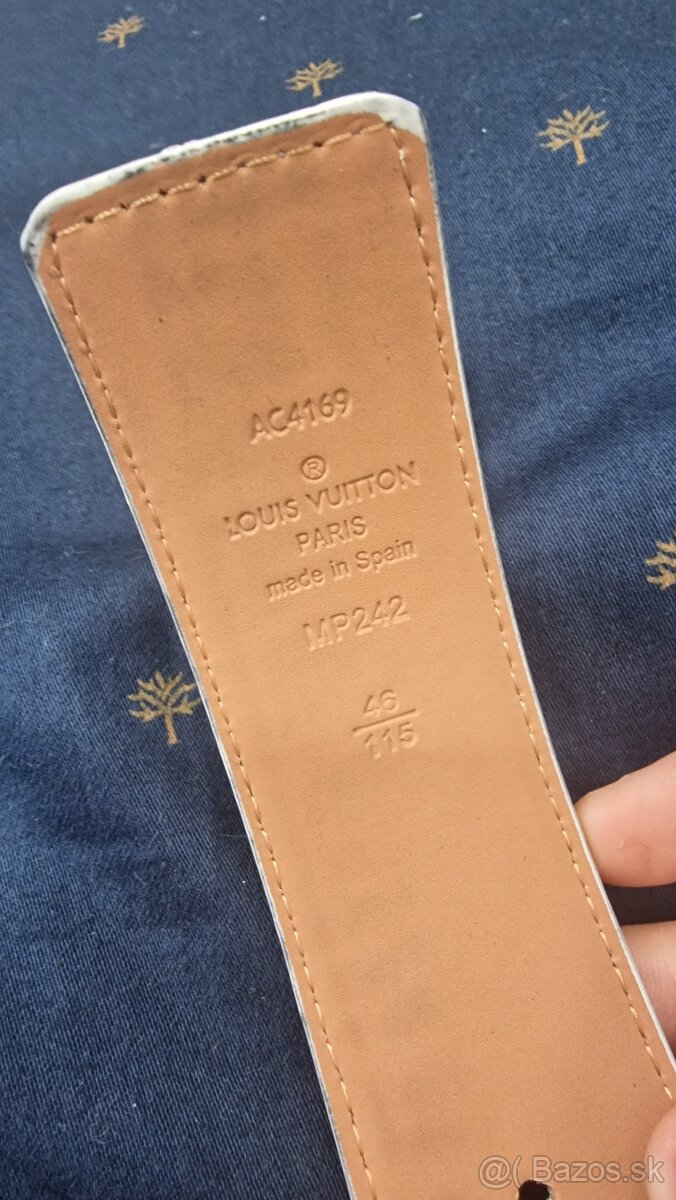 AC4169
®
LOUIS VUITTON
PARIS
made in Spain
MP242
46
115
@( Bazos.sk